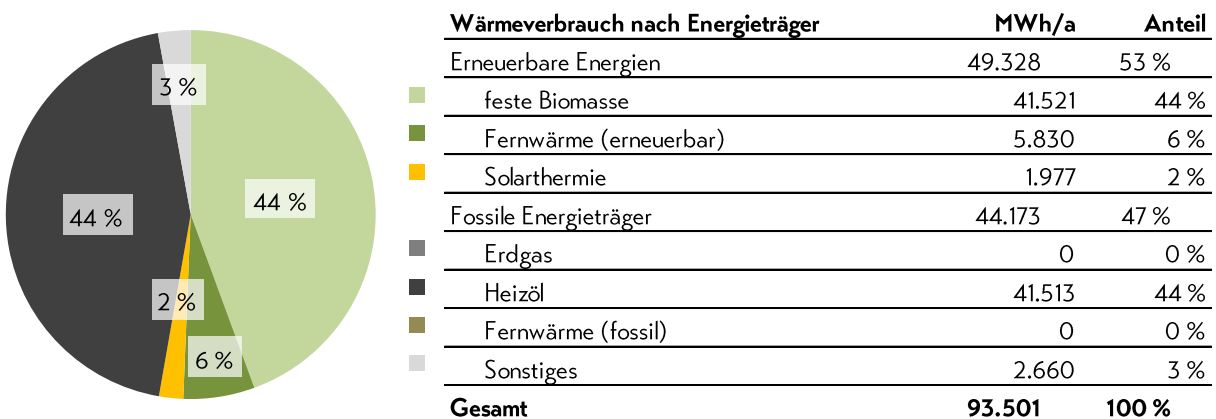 3 %
44 %
44 %
2 %
6 %
Wärmeverbrauch nach Energieträger MWh/a Anteil
Erneuerbare Energien 49.328 53 %
feste Biomasse 41.521 44 %
Fernwärme (erneuerbar) 5.830 6 %
Solarthermie 1.977 2 %
Fossile Energieträger 44.173 47 %
Erdgas 0 0 %
Heizöl 41.513 44 %
Fernwärme (fossil) 0 0 %
Sonstiges 2.660 3 %
Gesamt 93.501 100 %